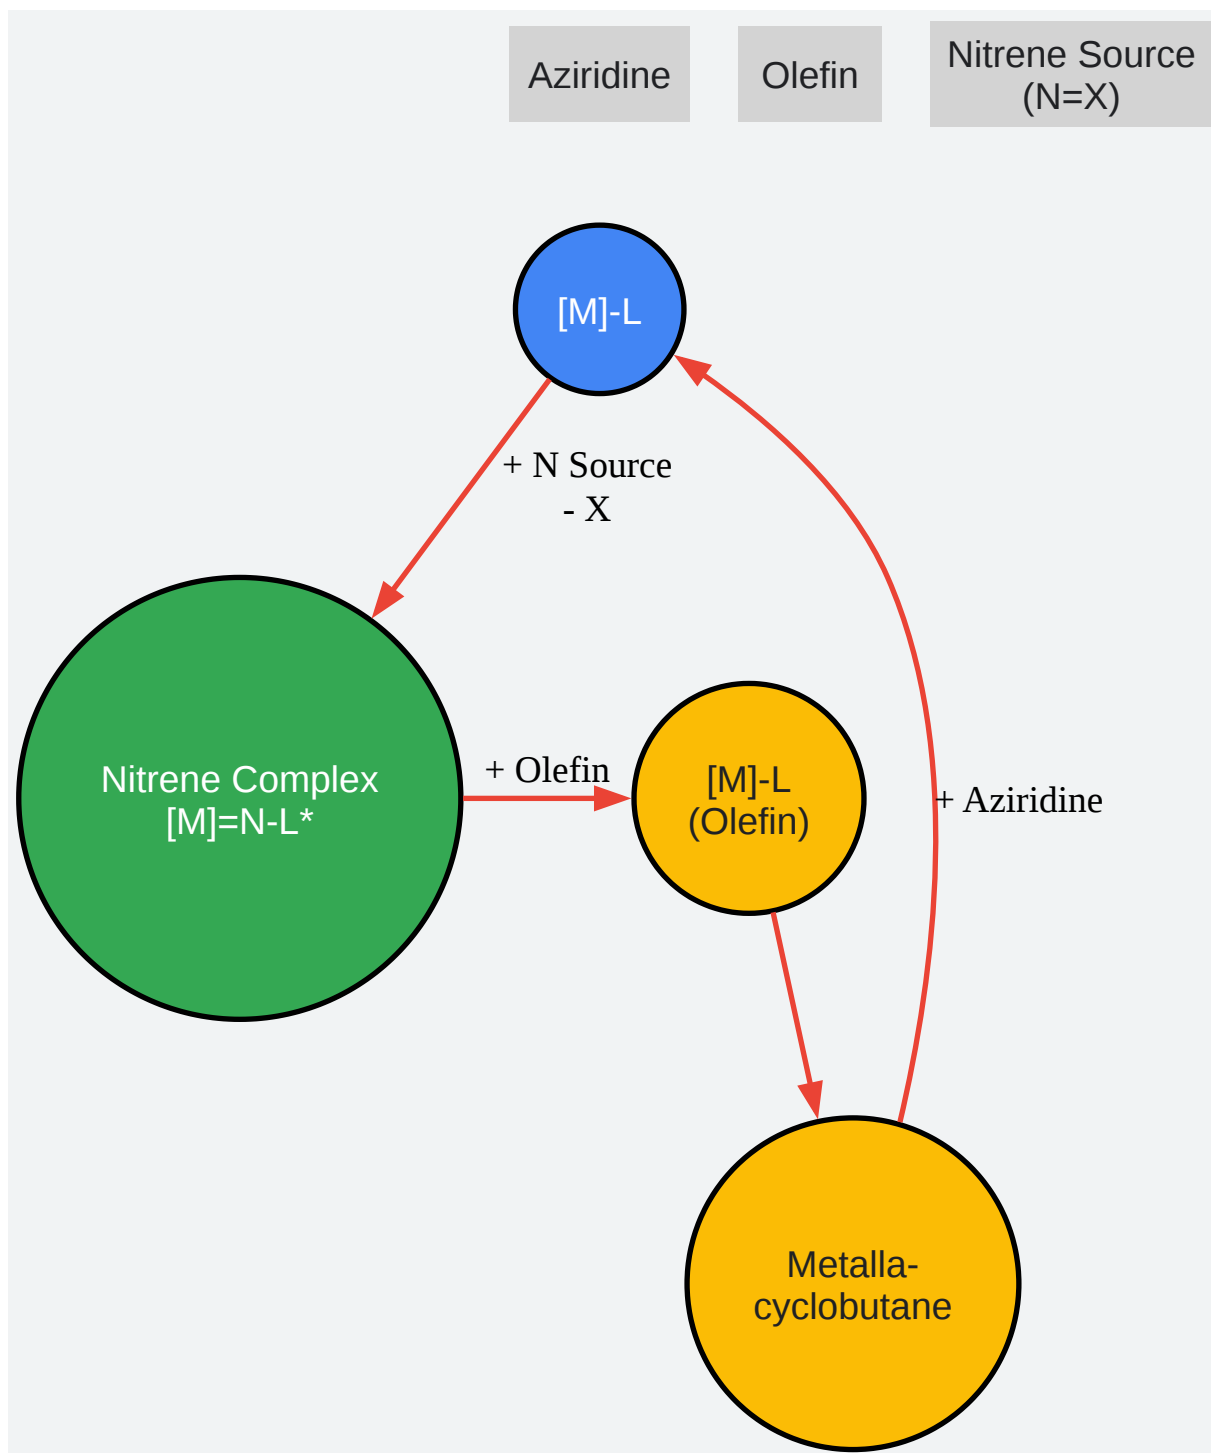 Aziridine
Olefin
Nitrene Source
(N=X)
[M]-L
+ N Source
- X
Nitrene Complex
[M]=N-L*
+ Olefin
[M]-L
(Olefin)
+ Aziridine
Metalla-
cyclobutane